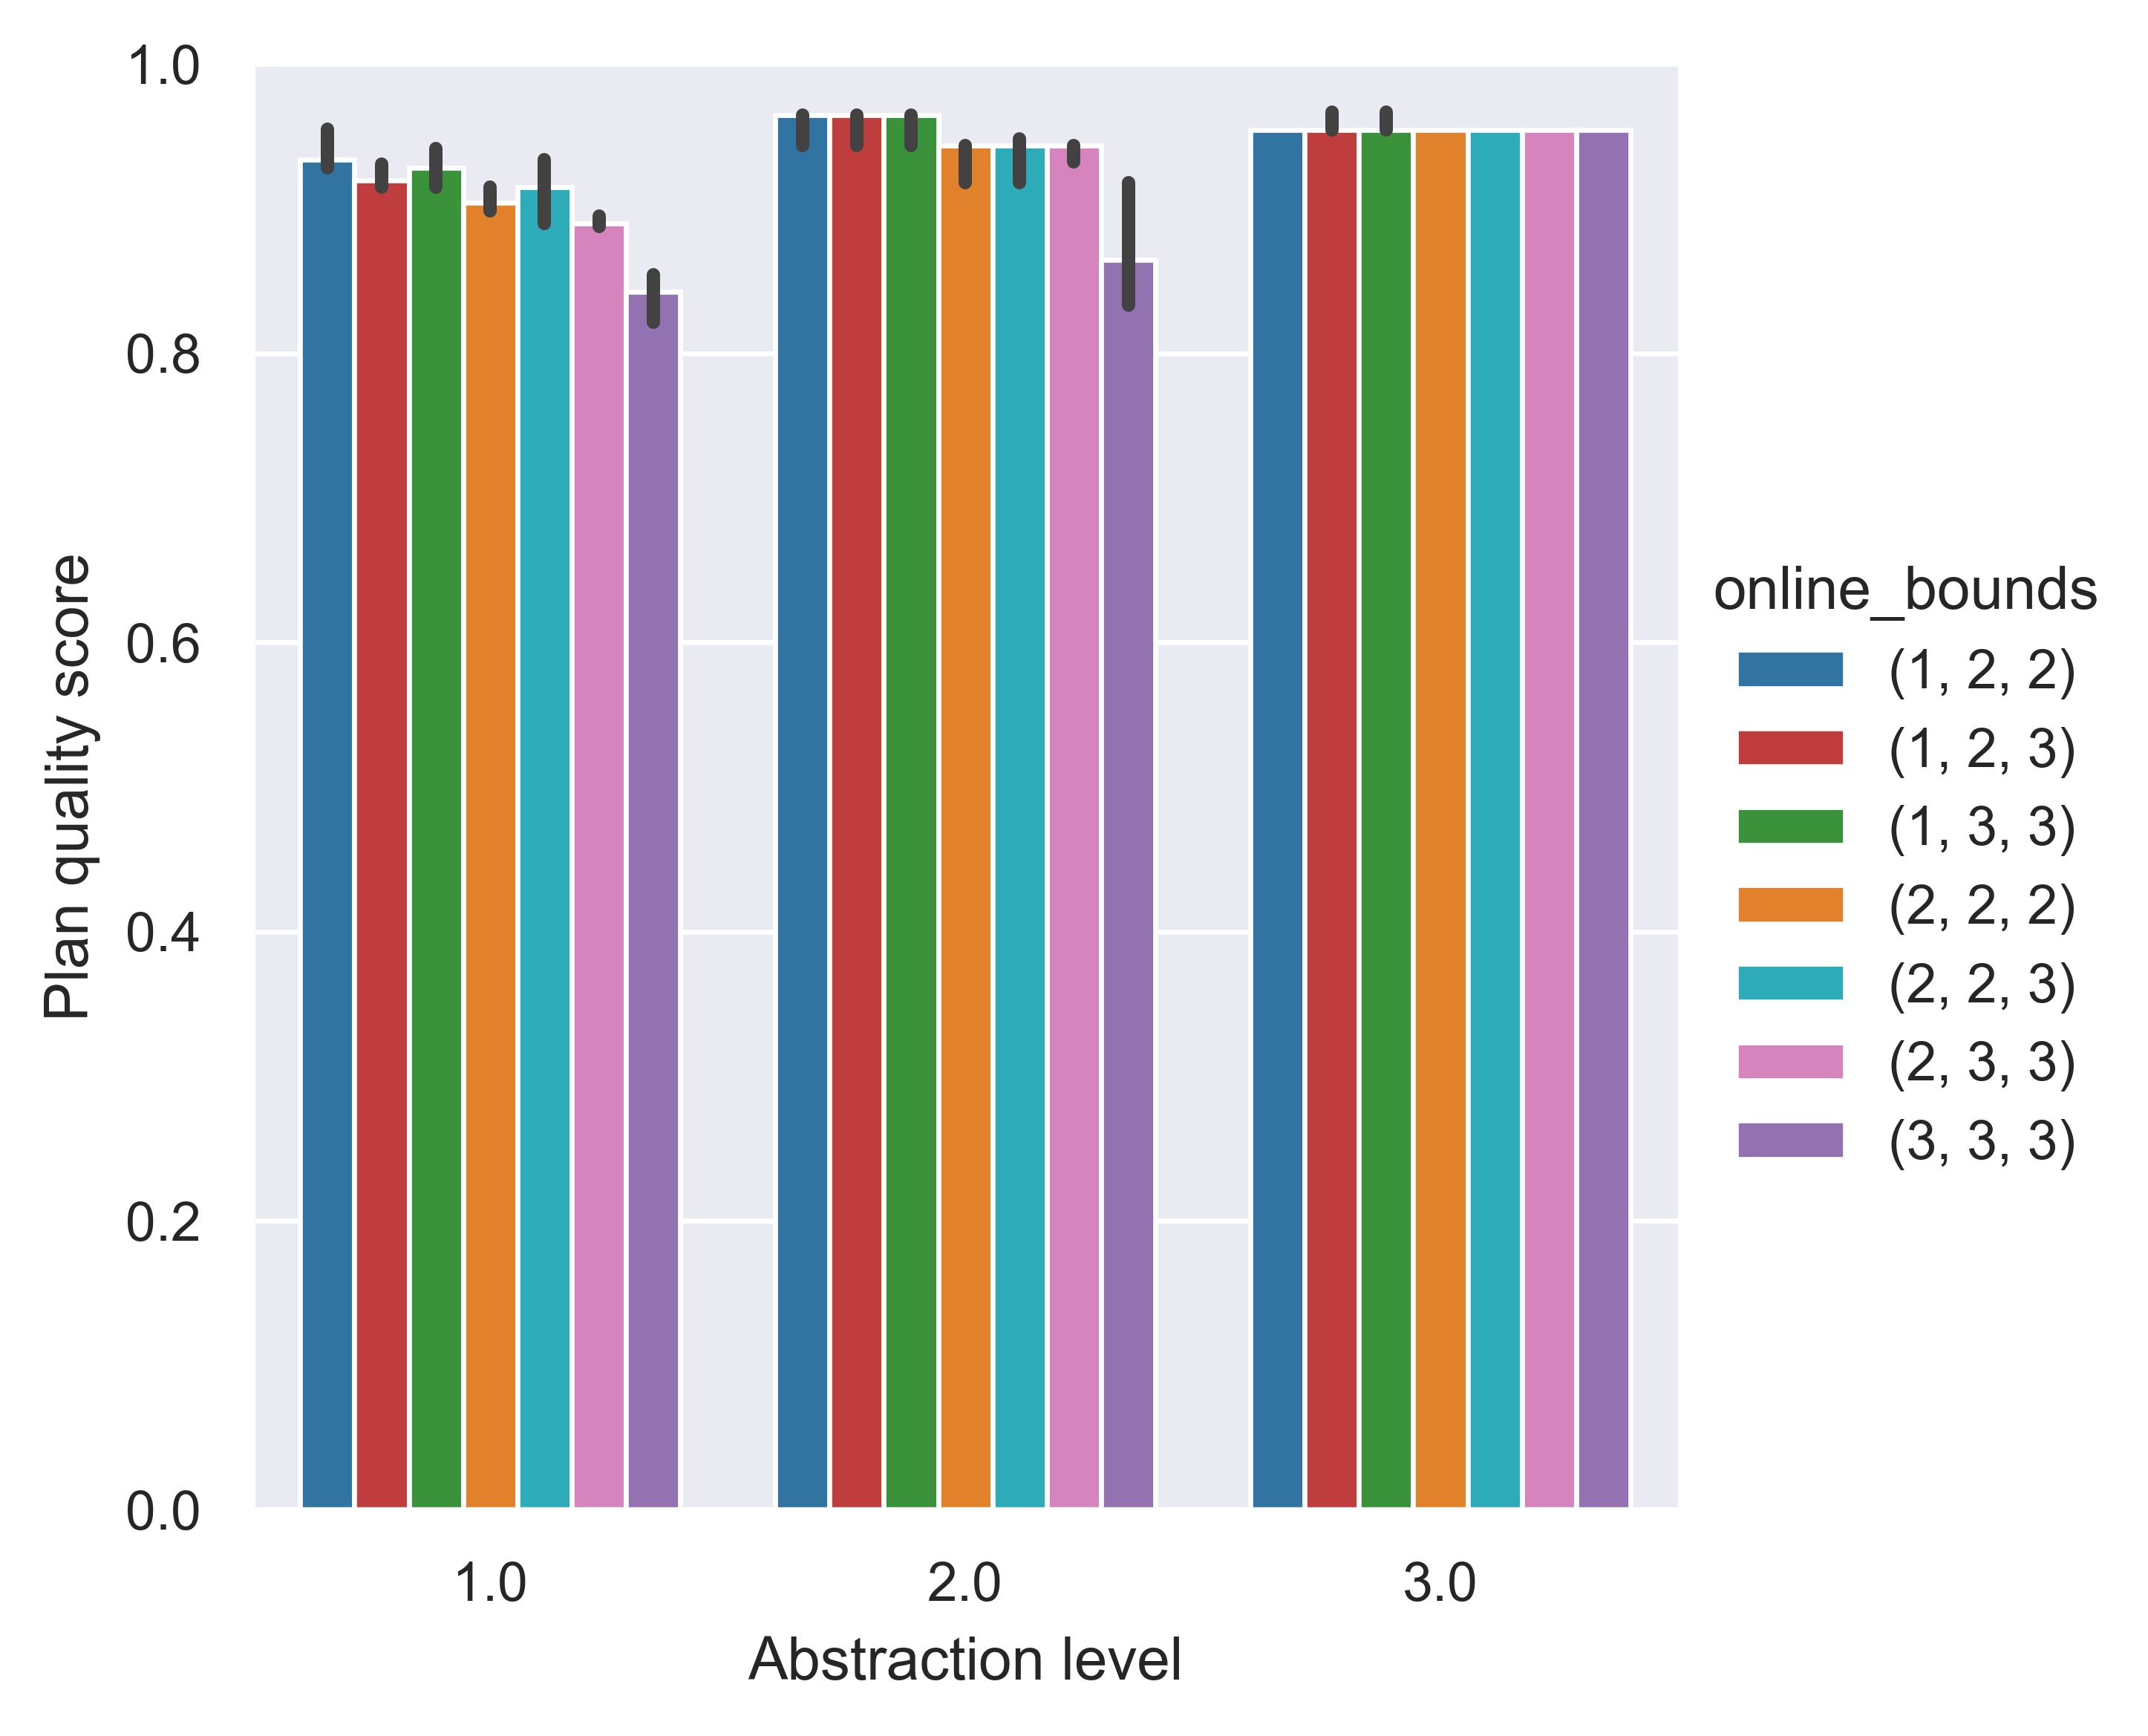 1.0
0.8
0.6
0.4
0.2
0.0
Plan quality score
1.0
2.0
3.0
Abstraction level
online_bounds
(1, 2, 2)
(1, 2, 3)
(1, 3, 3)
(2, 2, 2)
(2, 2, 3)
(2, 3, 3)
(3, 3, 3)